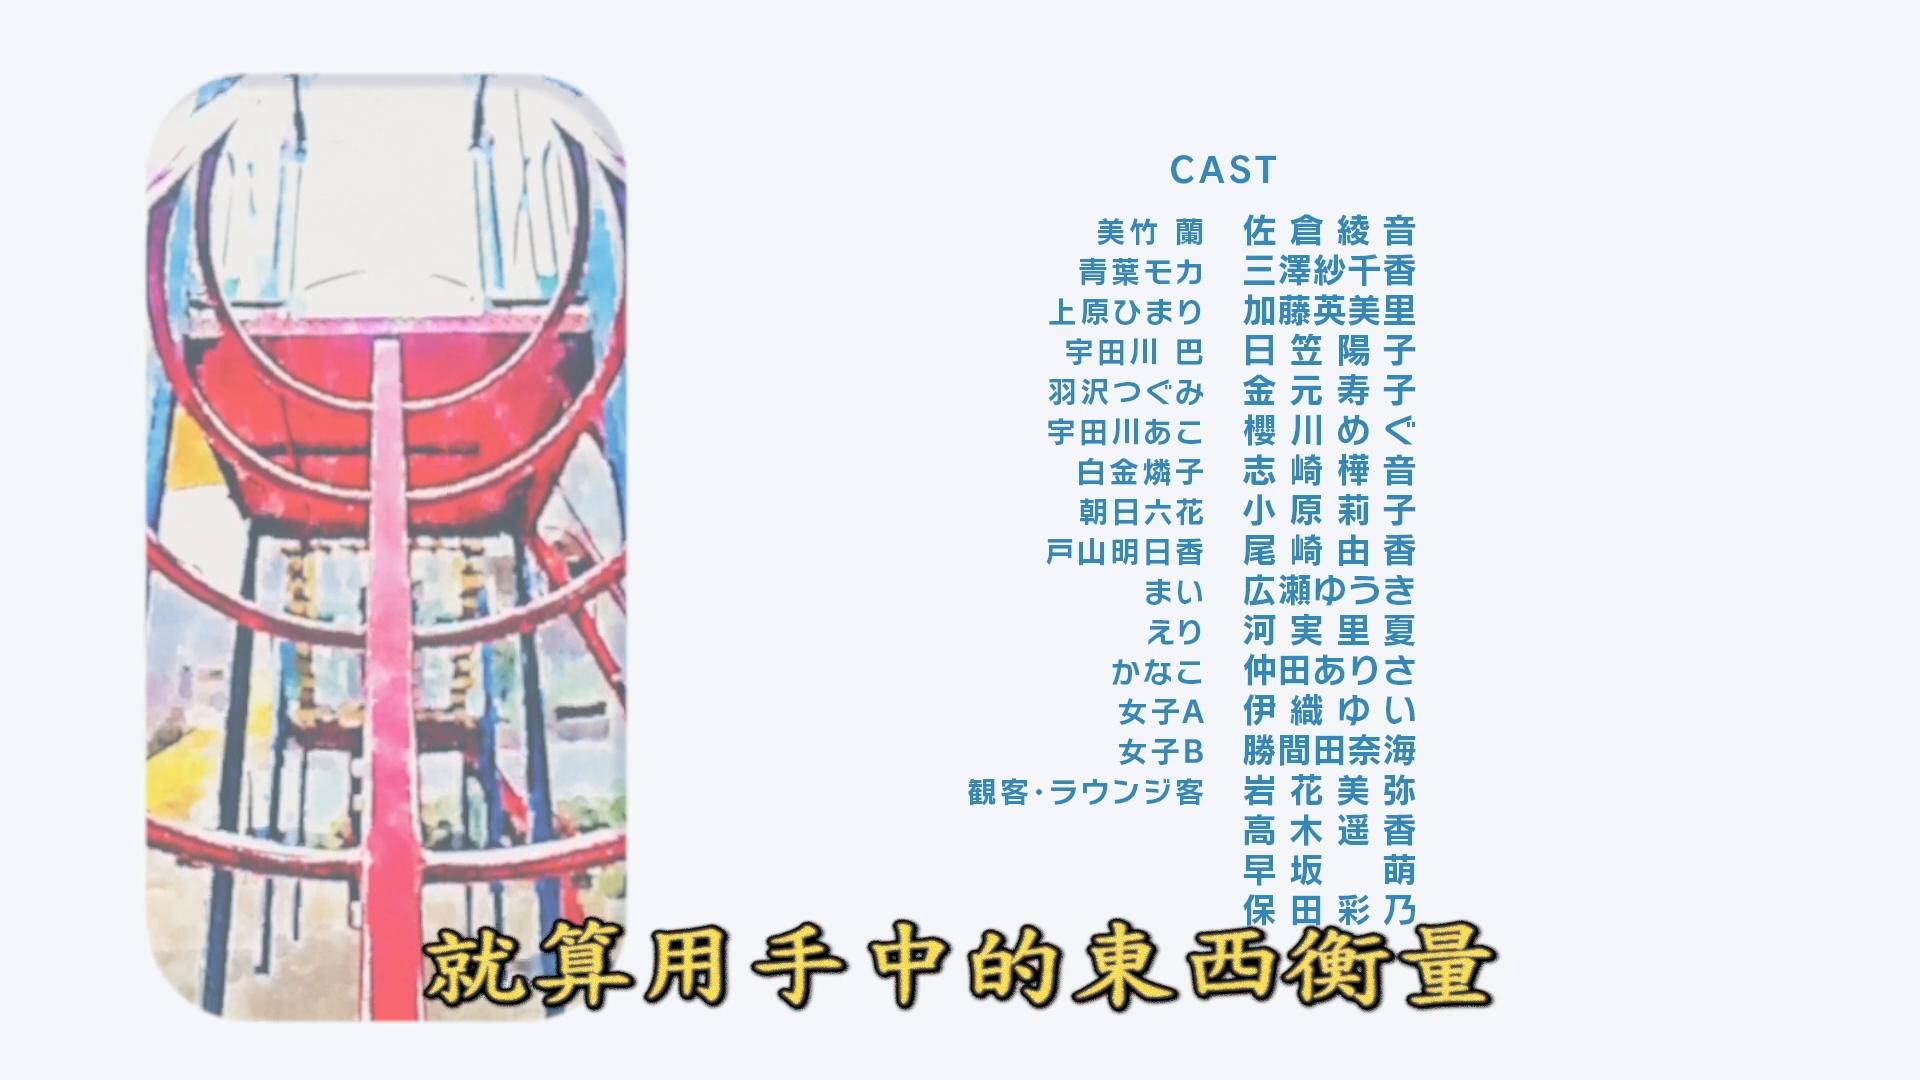 CAST
美竹 蘭 佐倉綾音
青葉モカ 三澤紗千香
上原ひまり 加藤英美里
宇田川 巴 日笠陽子
羽沢つぐみ 金元寿子
宇田川あこ 櫻川めぐ
白金燐子 志崎樺音
朝日六花 小原莉子
戸山明日香 尾崎由香
まい 広瀬ゆうき
えり 河実里夏
かなこ 仲田ありさ
女子A 伊織ゆい
女子B 勝間田奈海
観客・ラウンジ客 岩花美弥
高木遥香
早坂 萌
保田彩乃
就算用手中的東西衡量